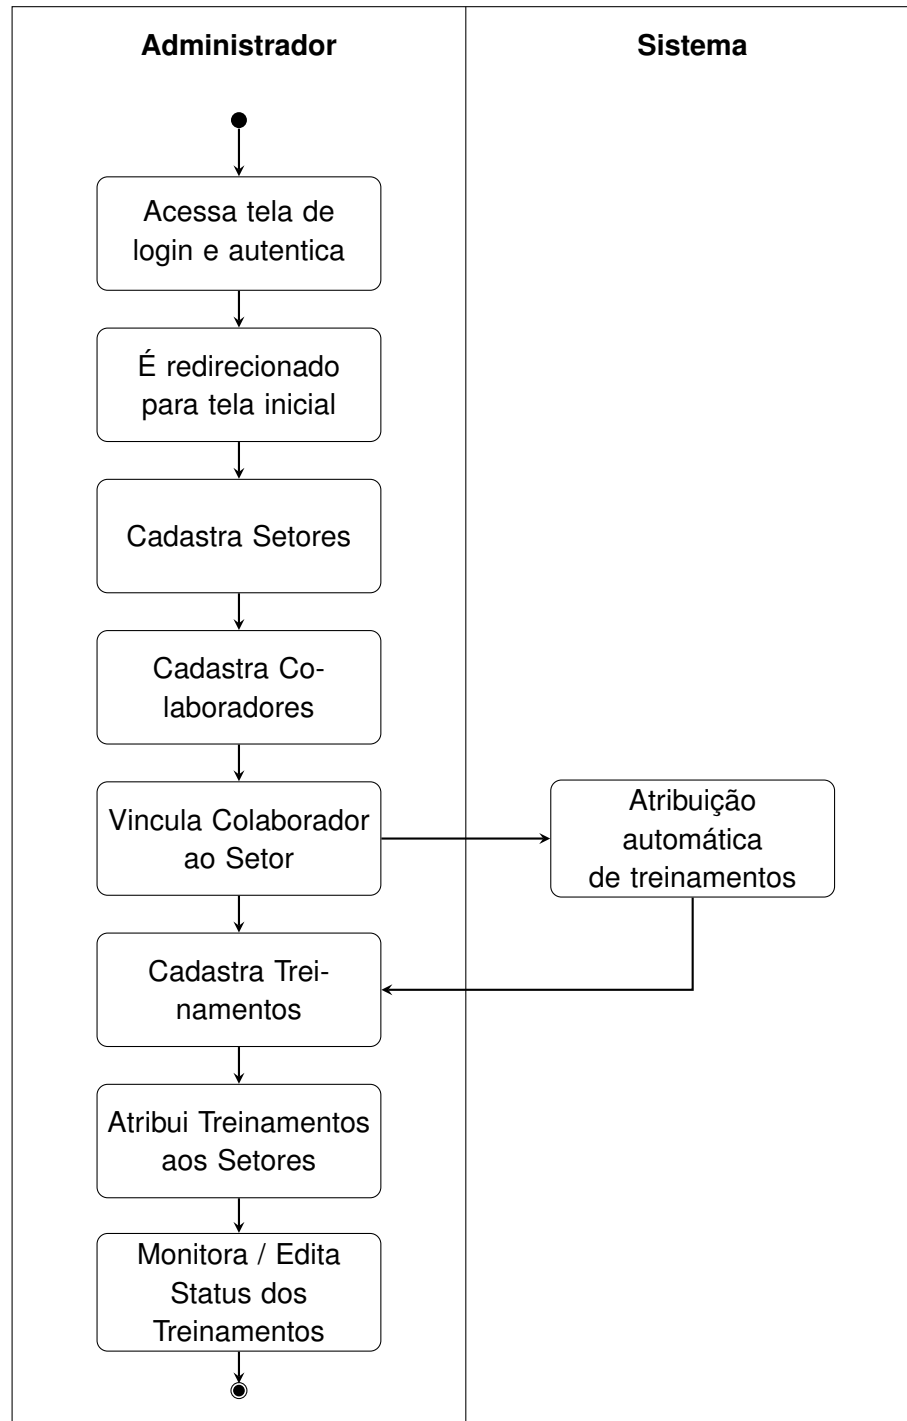 Administrador
Sistema
Acessa tela de
login e autentica
É redirecionado
para tela inicial
Cadastra Setores
Cadastra Co-
laboradores
Vincula Colaborador
ao Setor
Atribuição
automática
de treinamentos
Cadastra Trei-
namentos
Atribui Treinamentos
aos Setores
Monitora / Edita
Status dos
Treinamentos